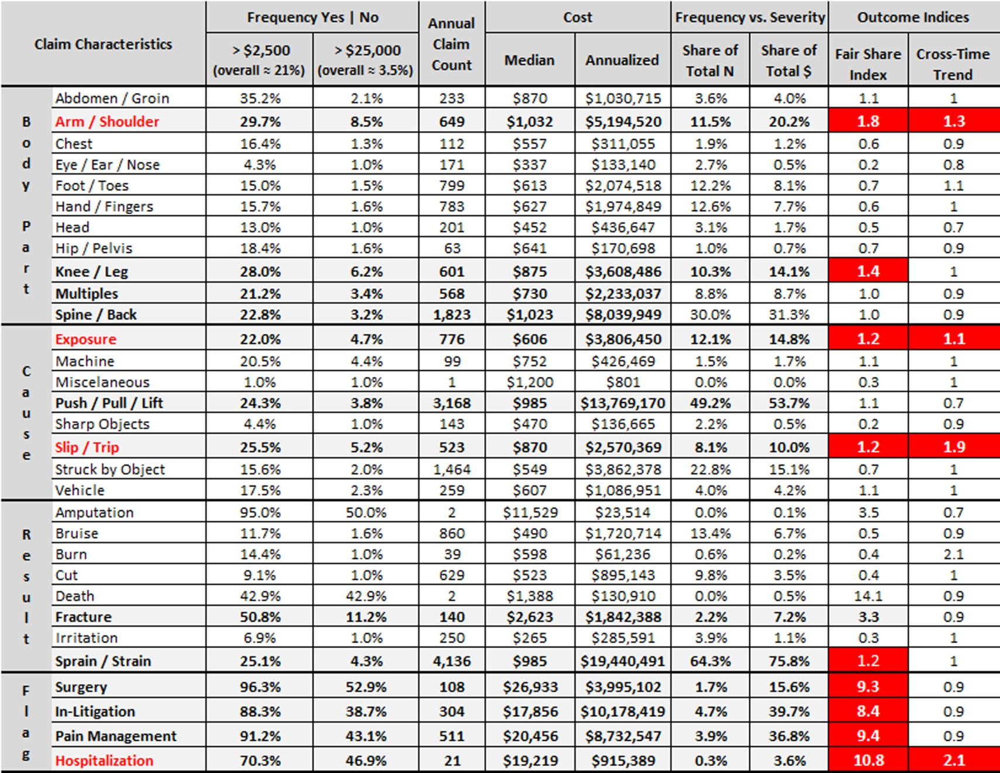 Claim Characteristics | Frequency Yes | No | Annual Claim Count | Cost | Frequency vs. Severity | Outcome Indices
> $2,500 (overall ≈ 21%) | > $25,000 (overall ≈ 3.5%) | Median | Annualized | Share of Total N | Share of Total $ | Fair Share Index | Cross-Time Trend
Body Part
Abdomen / Groin 35.2% 2.1% 233 $870 $1,030,715 3.6% 4.0% 1.1 1
Arm / Shoulder 29.7% 8.5% 649 $1,032 $5,194,520 11.5% 20.2% 1.8 1.3
Chest 16.4% 1.3% 112 $557 $311,055 1.9% 1.2% 0.6 0.9
Eye / Ear / Nose 4.3% 1.0% 171 $337 $133,140 2.7% 0.5% 0.2 0.8
Foot / Toes 15.0% 1.5% 799 $613 $2,074,518 12.2% 8.1% 0.7 1.1
Hand / Fingers 15.7% 1.6% 783 $627 $1,974,849 12.6% 7.7% 0.6 1
Head 13.0% 1.0% 201 $452 $436,647 3.1% 1.7% 0.5 0.7
Hip / Pelvis 18.4% 1.6% 63 $641 $170,698 1.0% 0.7% 0.7 0.9
Knee / Leg 28.0% 6.2% 601 $875 $3,608,486 10.3% 14.1% 1.4 1
Multiples 21.2% 3.4% 568 $730 $2,233,037 8.8% 8.7% 1.0 0.9
Spine / Back 22.8% 3.2% 1,823 $1,023 $8,039,949 30.0% 31.3% 1.0 0.9
Cause
Exposure 22.0% 4.7% 776 $606 $3,806,450 12.1% 14.8% 1.2 1.1
Machine 20.5% 4.4% 99 $752 $426,469 1.5% 1.7% 1.1 1
Miscelaneous 1.0% 1.0% 1 $1,200 $801 0.0% 0.0% 0.3 1
Push / Pull / Lift 24.3% 3.8% 3,168 $985 $13,769,170 49.2% 53.7% 1.1 0.7
Sharp Objects 4.4% 1.0% 143 $470 $136,665 2.2% 0.5% 0.2 0.9
Slip / Trip 25.5% 5.2% 523 $870 $2,570,369 8.1% 10.0% 1.2 1.9
Struck by Object 15.6% 2.0% 1,464 $549 $3,862,378 22.8% 15.1% 0.7 1
Vehicle 17.5% 2.3% 259 $607 $1,086,951 4.0% 4.2% 1.1 1
Result
Amputation 95.0% 50.0% 2 $11,529 $23,514 0.0% 0.1% 3.5 0.7
Bruise 11.7% 1.6% 860 $490 $1,720,714 13.4% 6.7% 0.5 0.9
Burn 14.4% 1.0% 39 $598 $61,236 0.6% 0.2% 0.4 2.1
Cut 9.1% 1.0% 629 $523 $895,143 9.8% 3.5% 0.4 1
Death 42.9% 42.9% 2 $1,388 $130,910 0.0% 0.5% 14.1 0.9
Fracture 50.8% 11.2% 140 $2,623 $1,842,388 2.2% 7.2% 3.3 0.9
Irritation 6.9% 1.0% 250 $265 $285,591 3.9% 1.1% 0.3 1
Sprain / Strain 25.1% 4.3% 4,136 $985 $19,440,491 64.3% 75.8% 1.2 1
Flag
Surgery 96.3% 52.9% 108 $26,933 $3,995,102 1.7% 15.6% 9.3 0.9
In-Litigation 88.3% 38.7% 304 $17,856 $10,178,419 4.7% 39.7% 8.4 0.9
Pain Management 91.2% 43.1% 511 $20,456 $8,732,547 3.9% 36.8% 9.4 0.9
Hospitalization 70.3% 46.9% 21 $19,219 $915,389 0.3% 3.6% 10.8 2.1